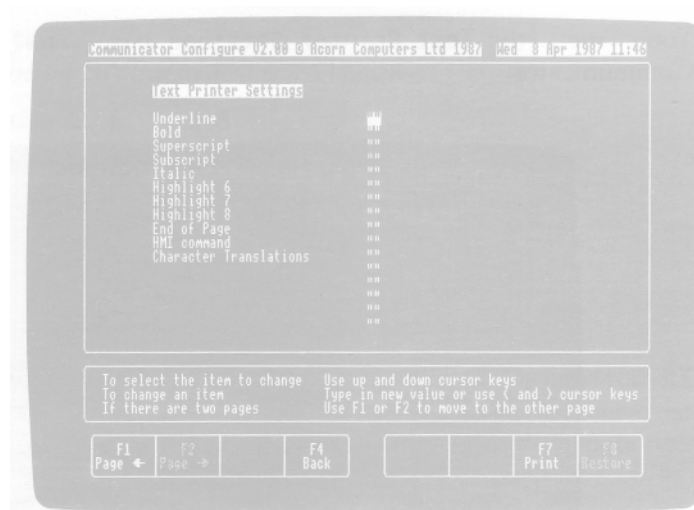 Communicator Configure V2.00 © Acorn Computers Ltd 1987 Wed 8 Apr 1987 11:46
Text Printer Settings
Underline ""
Bold ""
Superscript ""
Subscript ""
Italic ""
Highlight 6 ""
Highlight 7 ""
Highlight 8 ""
End of Page ""
HMI command ""
Character Translations ""
""
""
""
""
""
To select the item to change Use up and down cursor keys
To change an item Type in new value or use < and > cursor keys
If there are two pages Use F1 or F2 to move to the other page
F1 F2 F4 F7 F8
Page ← Page → Back Print Restore